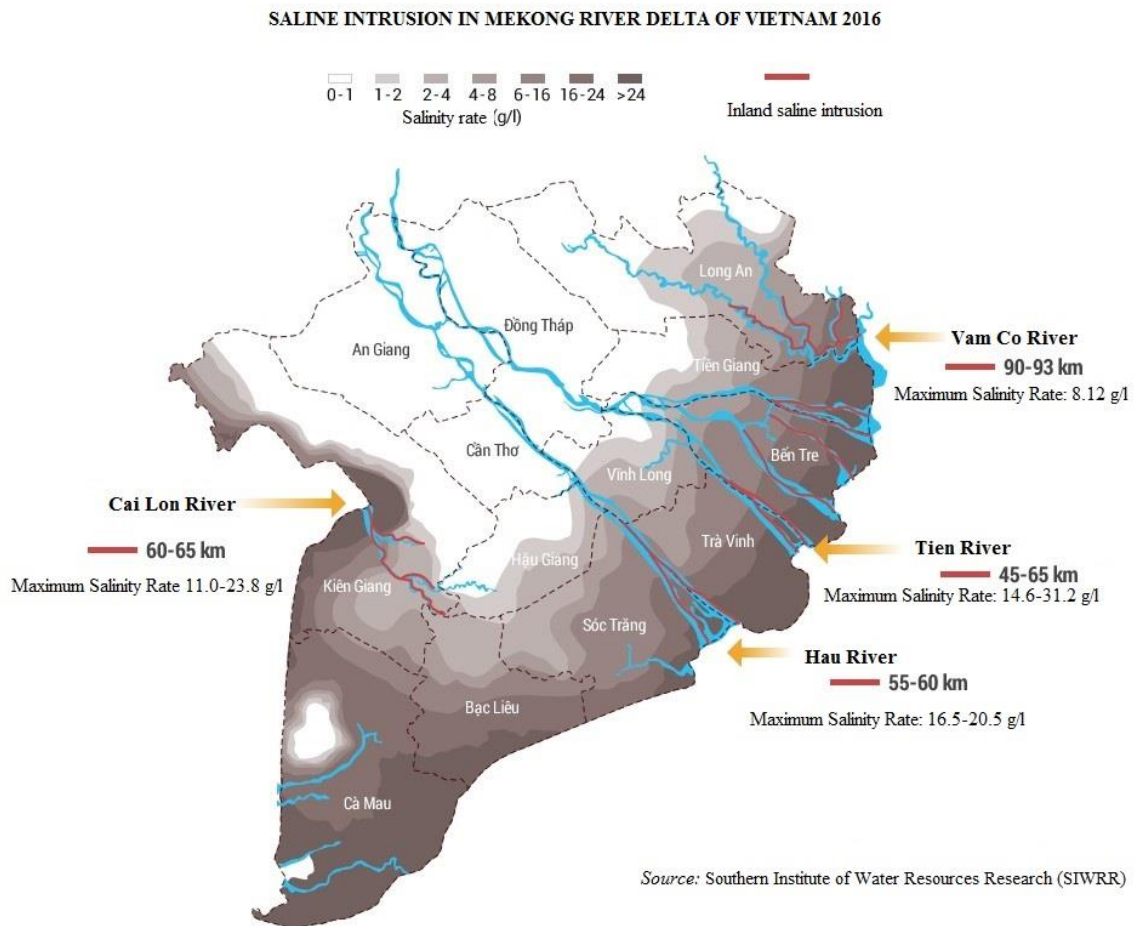 SALINE INTRUSION IN MEKONG RIVER DELTA OF VIETNAM 2016
0-1 1-2 2-4 4-8 6-16 16-24 >24
Salinity rate (g/l)
Inland saline intrusion
Long An
Đồng Tháp
An Giang
Tiền Giang
Vam Co River
90-93 km
Maximum Salinity Rate: 8.12 g/l
Cần Thơ
Vĩnh Long
Bến Tre
Cai Lon River
60-65 km
Maximum Salinity Rate 11.0-23.8 g/l
Hậu Giang
Trà Vinh
Kiên Giang
Tien River
45-65 km
Maximum Salinity Rate: 14.6-31.2 g/l
Sóc Trăng
Hau River
55-60 km
Maximum Salinity Rate: 16.5-20.5 g/l
Bạc Liêu
Cà Mau
Source: Southern Institute of Water Resources Research (SIWRR)